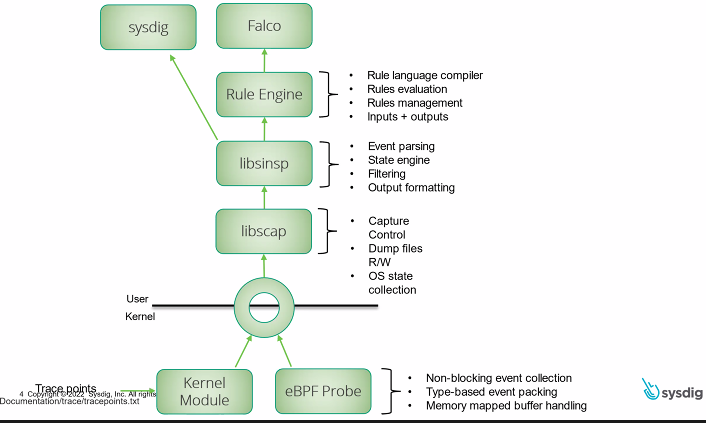 sysdig
Falco
Rule Engine
• Rule language compiler
• Rules evaluation
• Rules management
• Inputs + outputs
libsinsp
• Event parsing
• State engine
• Filtering
• Output formatting
libscap
• Capture
Control
• Dump files
R/W
• OS state
collection
User
Kernel
Trace points
4 Copyright © 2022 Sysdig, Inc. All rights
Documentation/trace/tracepoints.txt
Kernel
Module
eBPF Probe
• Non-blocking event collection
• Type-based event packing
• Memory mapped buffer handling
sysdig